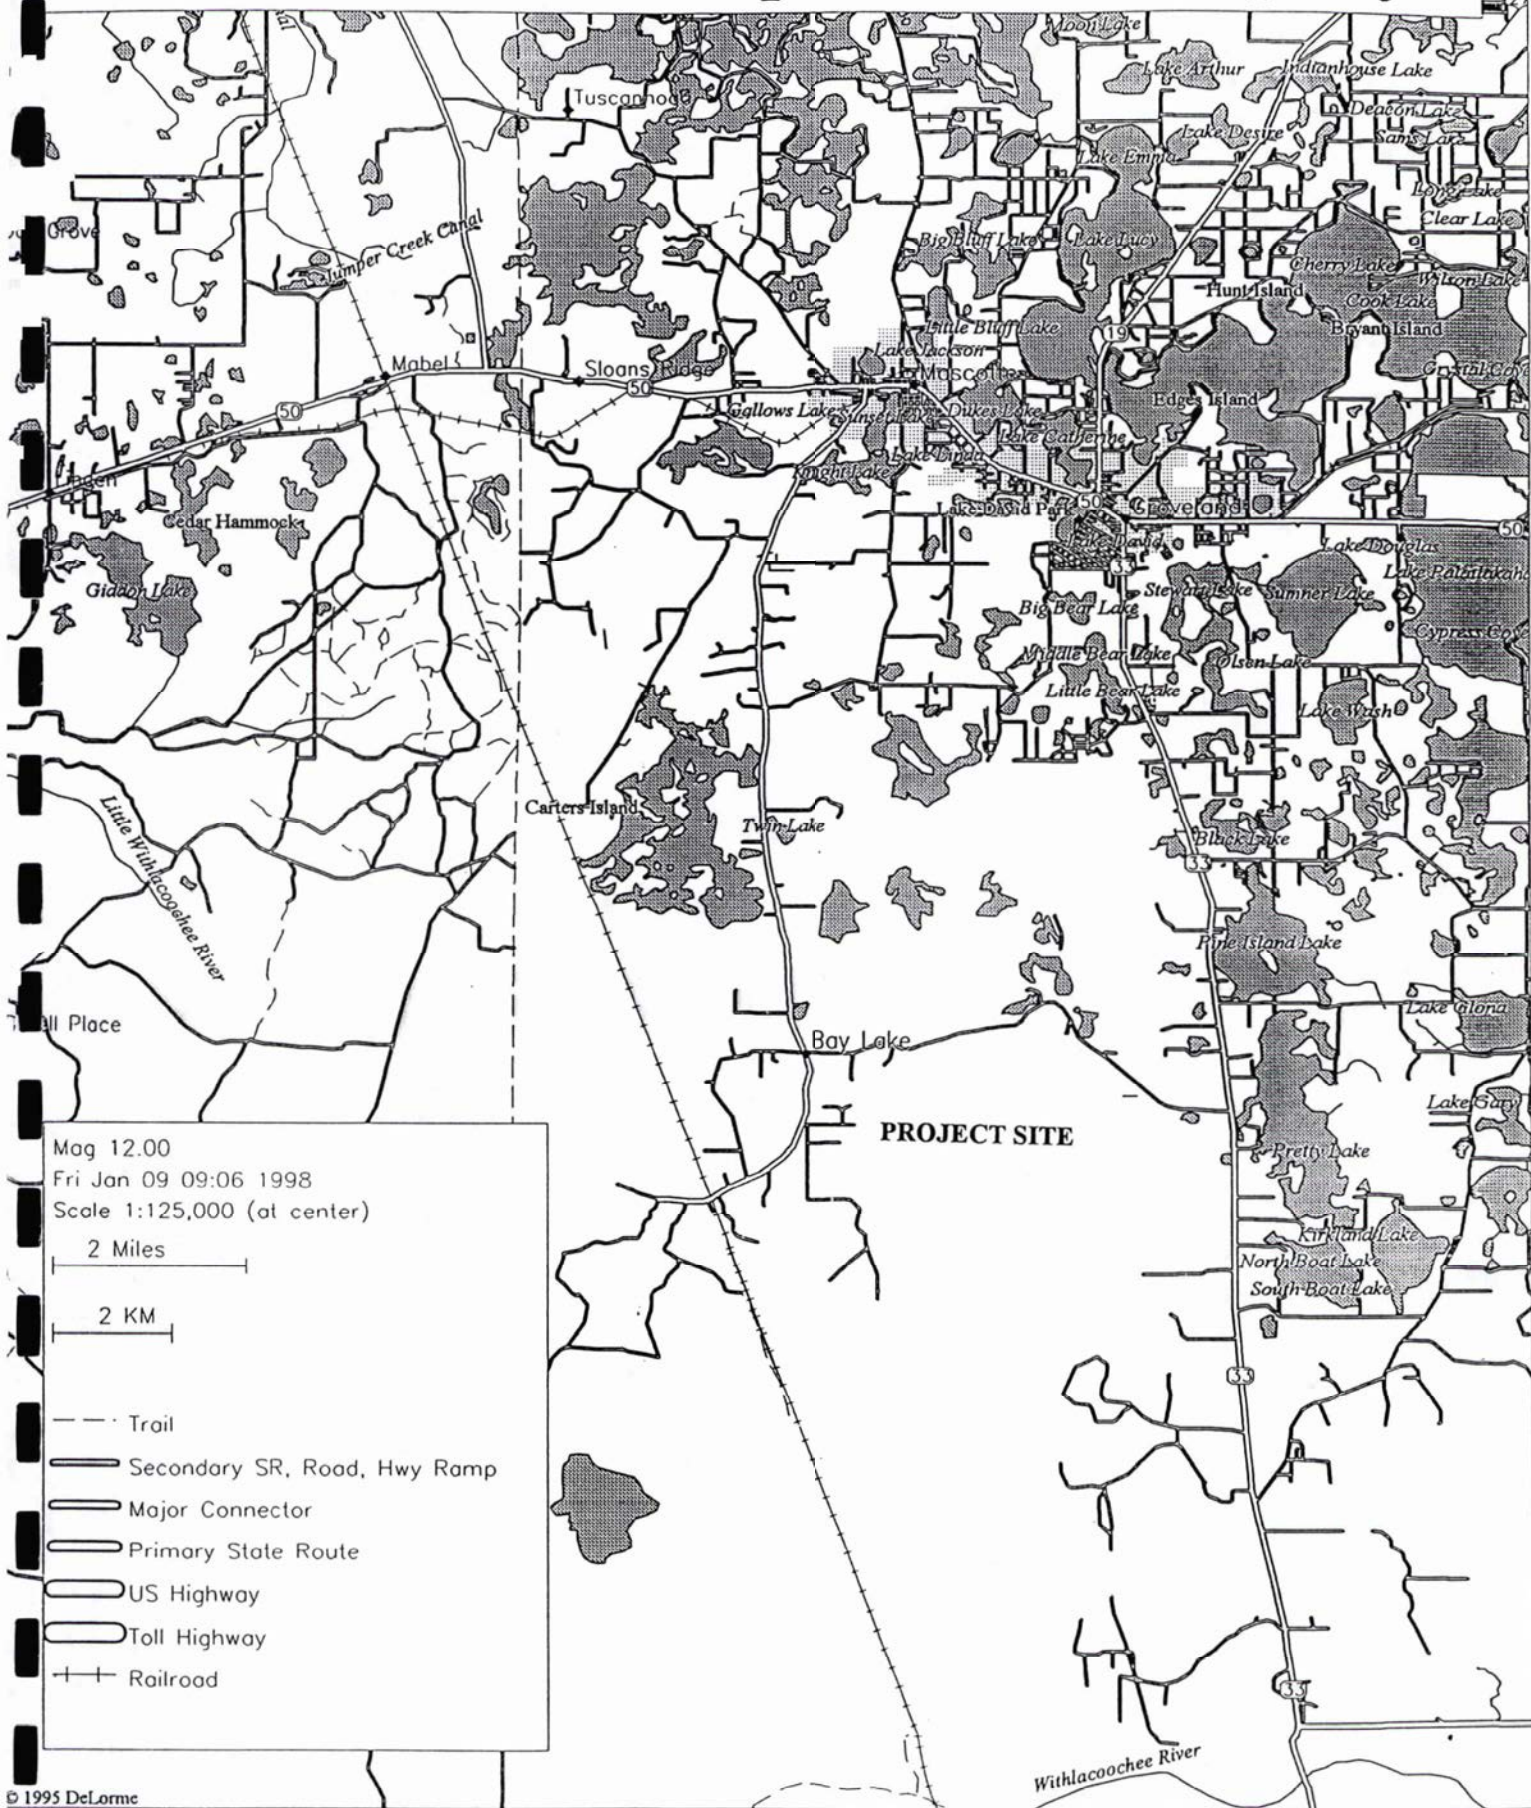 Moon Lake
Lake Arthur
Indianhouse Lake
Tuscanhooga
Deacon Lake
Lake Desire
Sams Lake
Lake Emma
Long Lake
Clear Lake
Grove
Jumper Creek Canal
Big Bluff Lake
Lake Lucy
Cherry Lake
Wilson Lake
Hunt Island
Cook Lake
Little Bluff Lake
19
Bryant Island
Lake Jackson
Mabel
Sloans Ridge
Mascotte
Crystal Cove
50
50
Edges Island
Gallows Lake
Sunset Lake
Dukes Lake
Lake Catherine
Lake Linda
Knight Lake
Linden
Cedar Hammock
Lake David Park
50
Groveland
50
Lake David
Lake Douglas
33
Giddon Lake
Stewart Lake
Sumner Lake
Big Bear Lake
Cypress Cove
Middle Bear Lake
Olsen Lake
Little Bear Lake
Lake Wash
Carters Island
Little Withlacoochee River
Twin Lake
Black Lake
33
Pine Island Lake
Lake Glona
ll Place
Bay Lake
Lake Gary
PROJECT SITE
Pretty Lake
Kirkland Lake
North Boat Lake
South Boat Lake
33
33
Withlacoochee River
Mag 12.00
Fri Jan 09 09:06 1998
Scale 1:125,000 (at center)
2 Miles
2 KM
Trail
Secondary SR, Road, Hwy Ramp
Major Connector
Primary State Route
US Highway
Toll Highway
Railroad
© 1995 DeLorme